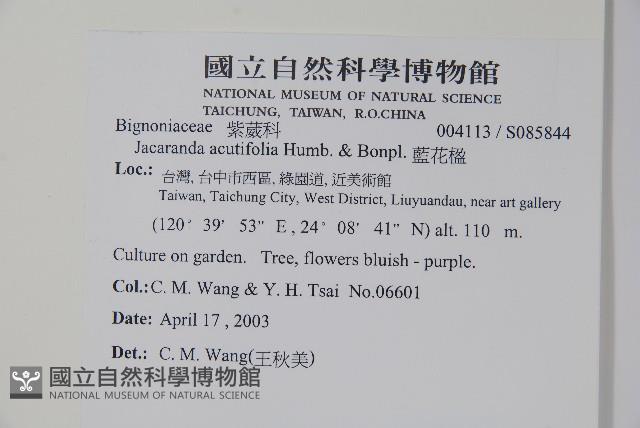 國立自然科學博物館
NATIONAL MUSEUM OF NATURAL SCIENCE
TAICHUNG, TAIWAN, R.O.CHINA
Bignoniaceae 紫葳科 004113 / S085844
Jacaranda acutifolia Humb. & Bonpl. 藍花楹
Loc.: 台灣, 台中市西區, 綠園道, 近美術館
Taiwan, Taichung City, West District, Liuyuandau, near art gallery
(120° 39' 53" E , 24° 08' 41" N) alt. 110 m.
Culture on garden. Tree, flowers bluish - purple.
Col.: C. M. Wang & Y. H. Tsai No.06601
Date: April 17 , 2003
Det.: C. M. Wang(王秋美)
國立自然科學博物館
NATIONAL MUSEUM OF NATURAL SCIENCE